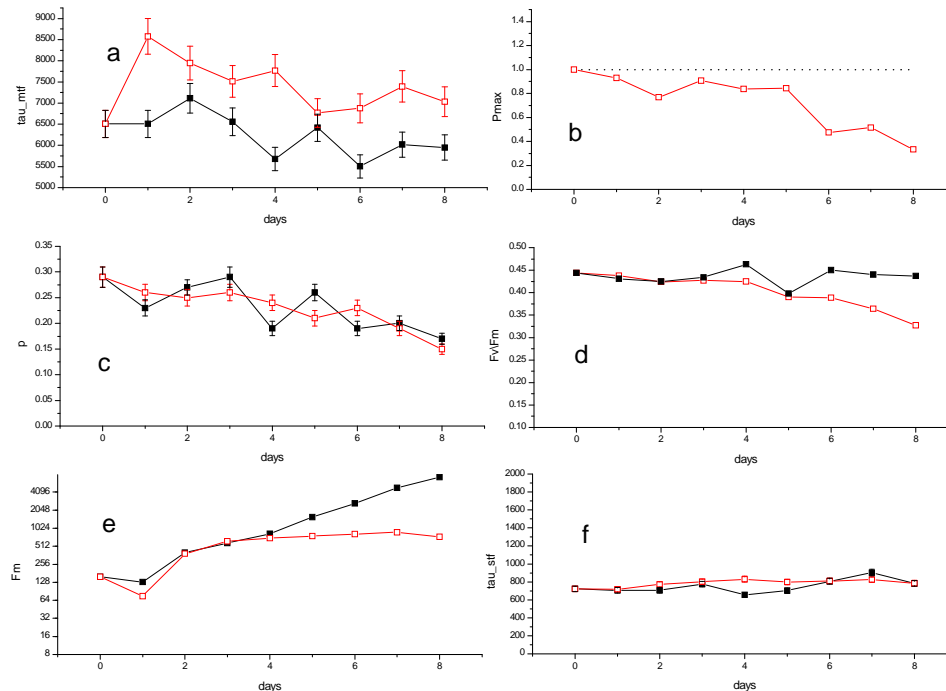 9000
8500
8000
7500
7000
6500
6000
5500
5000
tau_mtf
a
0 2 4 6 8
days
1.4
1.2
1.0
0.8
0.6
0.4
0.2
0.0
Pmax
b
0 2 4 6 8
days
0.35
0.30
0.25
0.20
0.15
0.10
0.05
0.00
p
c
0 2 4 6 8
days
0.50
0.45
0.40
0.35
0.30
0.25
0.20
0.15
0.10
Fv\Fm
d
0 2 4 6 8
days
4096
2048
1024
512
256
128
64
32
16
8
Fm
e
0 2 4 6 8
days
2000
1800
1600
1400
1200
1000
800
600
400
200
0
tau_stf
f
0 2 4 6 8
days